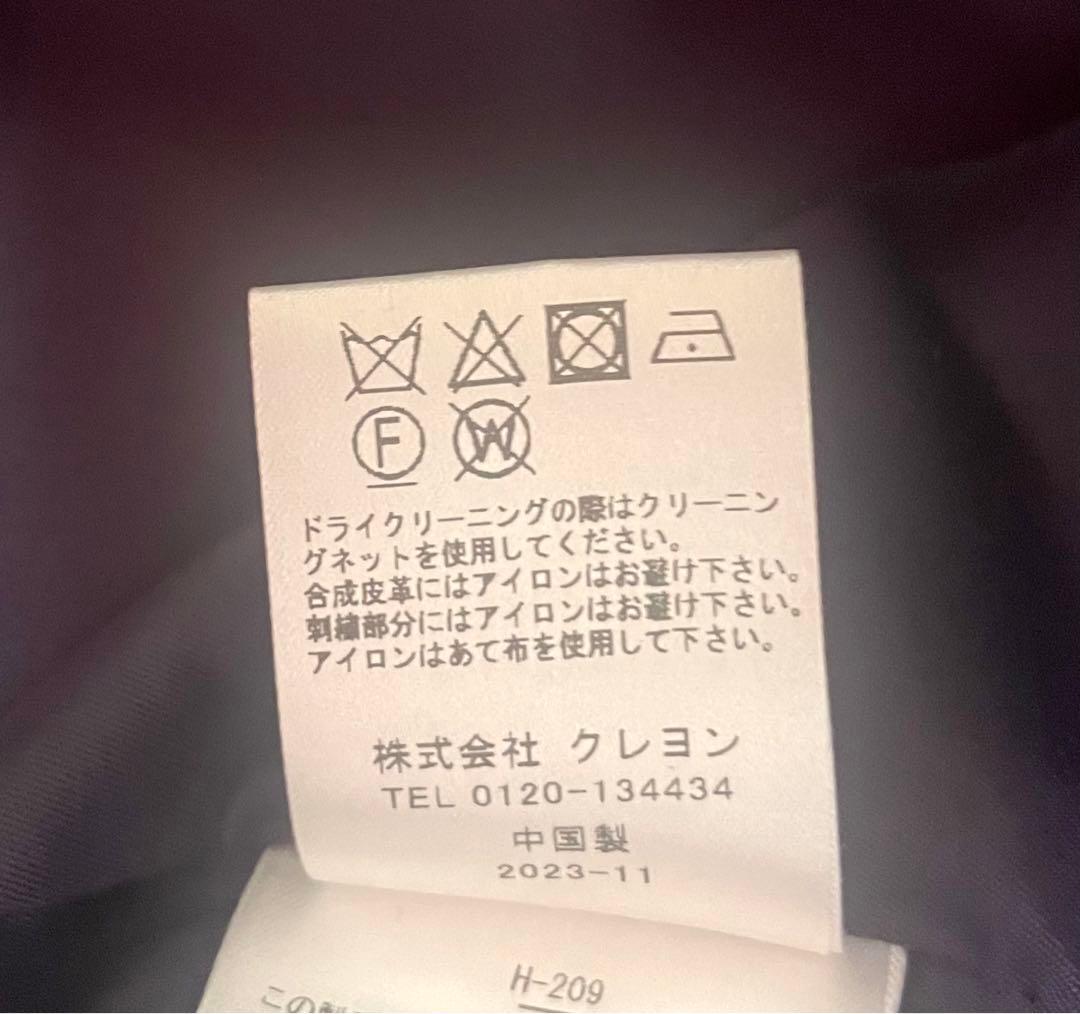 F W
ドライクリーニングの際はクリーニン
グネットを使用してください。
合成皮革にはアイロンはお避け下さい。
刺繍部分にはアイロンはお避け下さい。
アイロンはあて布を使用して下さい。
株式会社 クレヨン
TEL 0120-134434
中国製
2023-11
H-209
この製